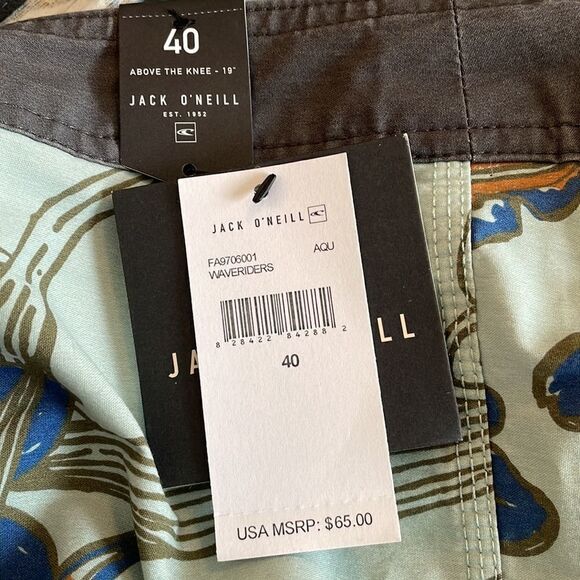 40
ABOVE THE KNEE - 19"
JACK O'NEILL
EST. 1952
JACK O'NEILL
FA9706001 AQU
WAVERIDERS
8 28422 84288 2
40
USA MSRP: $65.00